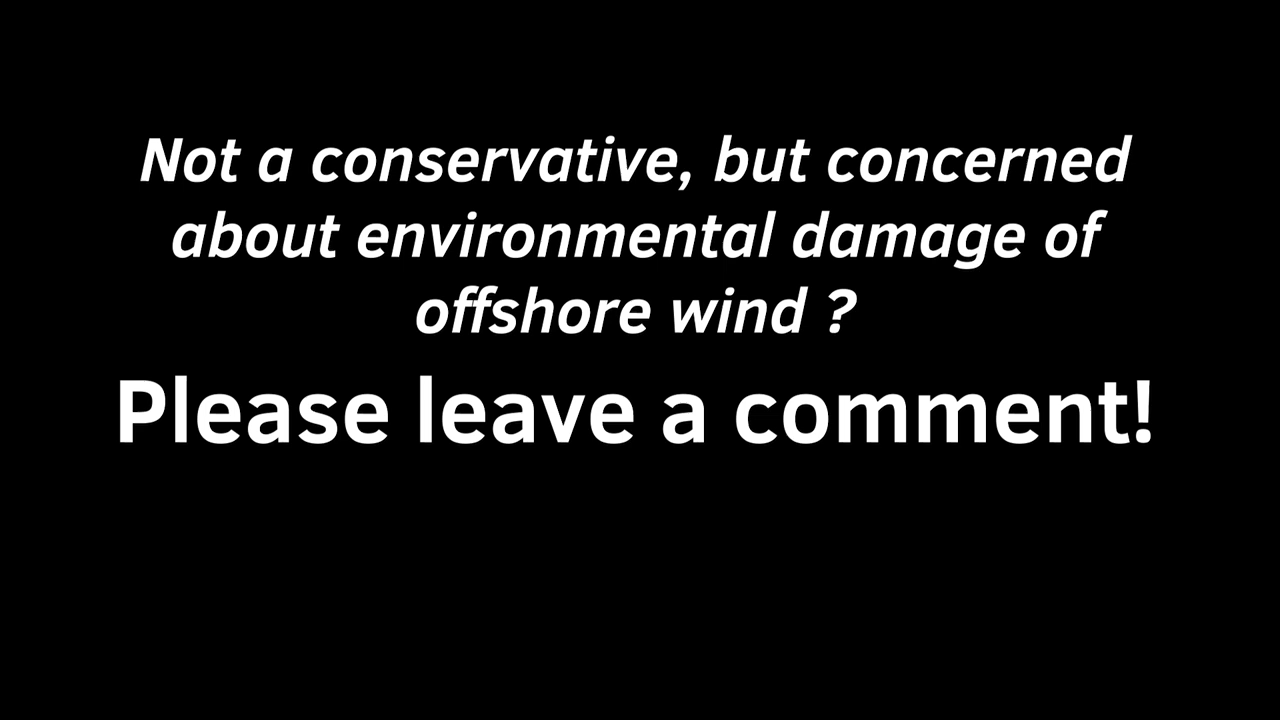 Not a conservative, but concerned
about environmental damage of
offshore wind ?
Please leave a comment!